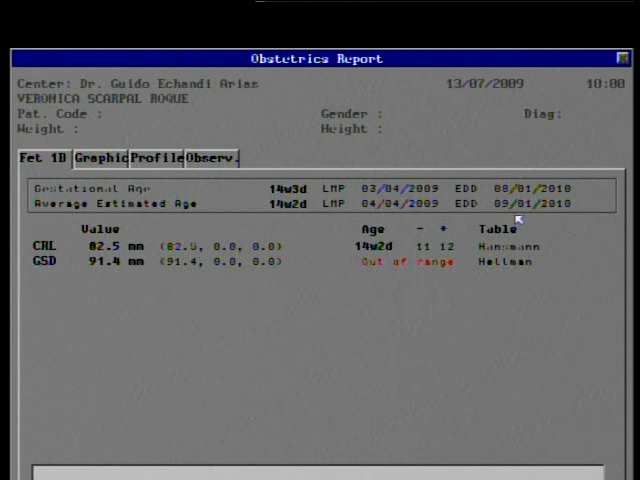 Obstetrics Report
Center: Dr. Guido Echandi Arias 13/07/2009 10:00
VERONICA SCARPAL ROQUE
Pat. Code : Gender : Diag:
Weight : Height :
Fet 1B Graphic Profile Observ.
Gestational Age 14w3d LMP 03/04/2009 EDD 08/01/2010
Average Estimated Age 14w2d LMP 04/04/2009 EDD 09/01/2010
Value Age - + Table
CRL 82.5 mm (82.5, 0.0, 0.0) 14w2d 11 12 Hansmann
GSD 91.4 mm (91.4, 0.0, 0.0) Out of range Hellman